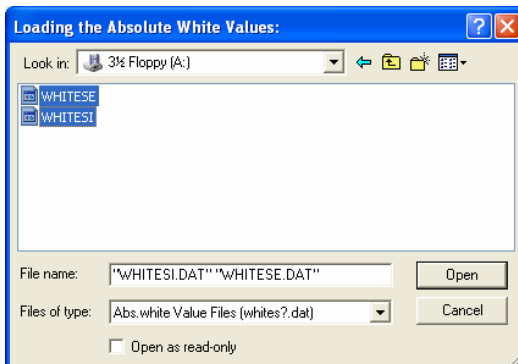 Loading the Absolute White Values:
Look in: 3½ Floppy (A:)
WHITESE
WHITESI
File name: "WHITESI.DAT" "WHITESE.DAT" Open
Files of type: Abs.white Value Files (whites?.dat) Cancel
Open as read-only